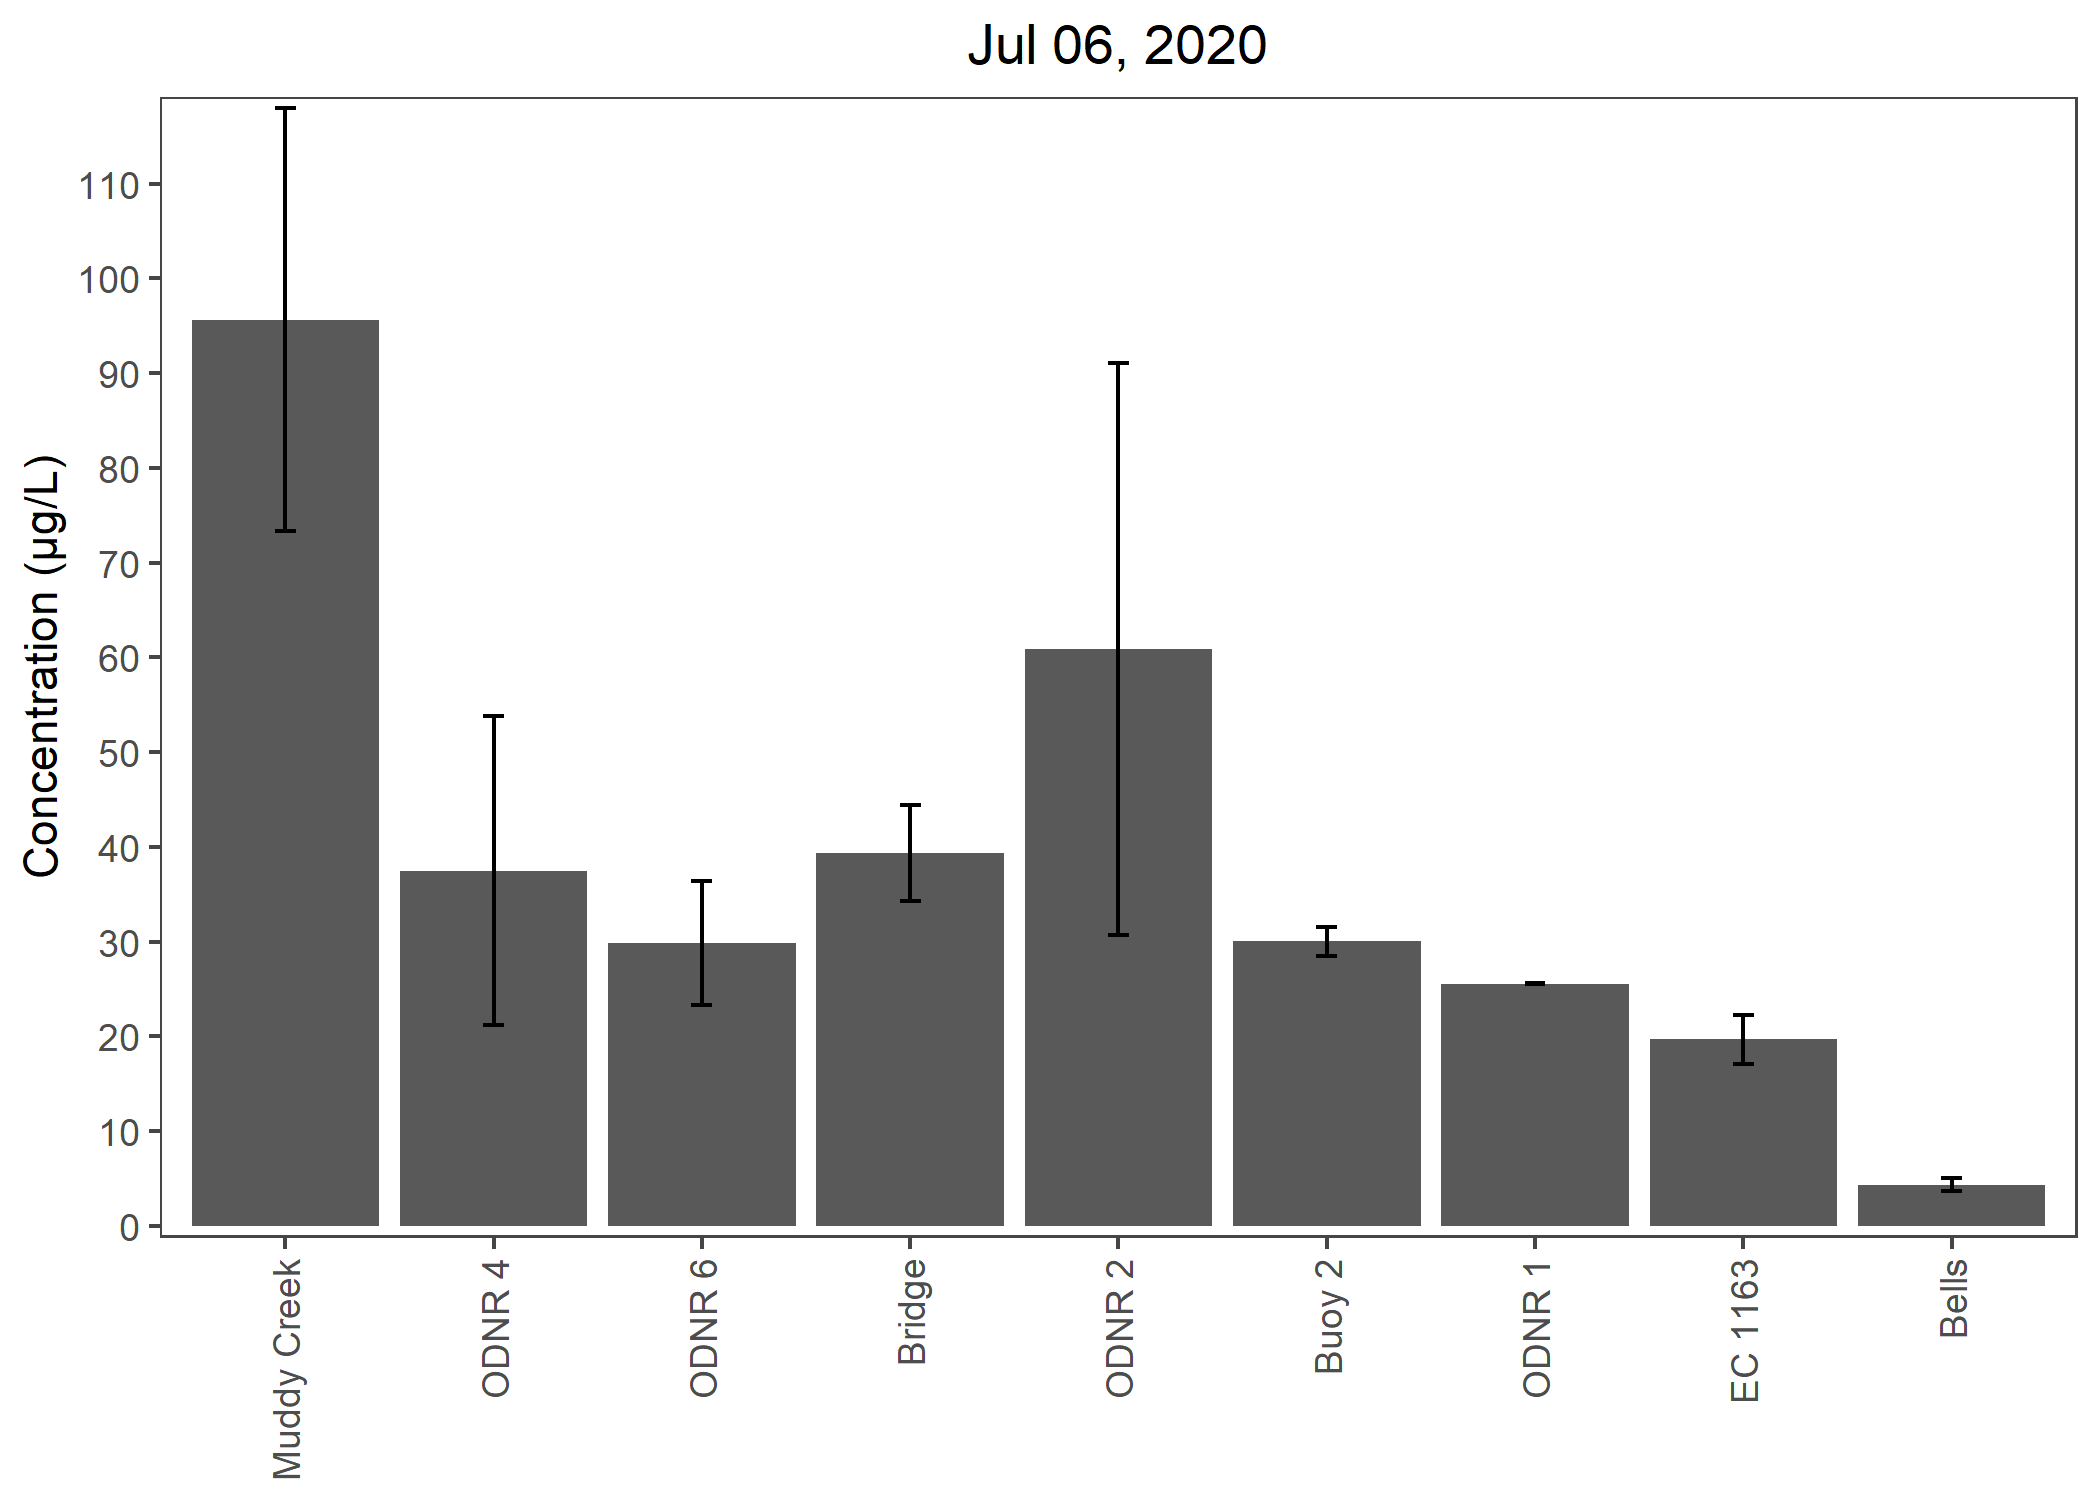 Jul 06, 2020
Concentration (µg/L)
110
100
90
80
70
60
50
40
30
20
10
0
Muddy Creek
ODNR 4
ODNR 6
Bridge
ODNR 2
Buoy 2
ODNR 1
EC 1163
Bells